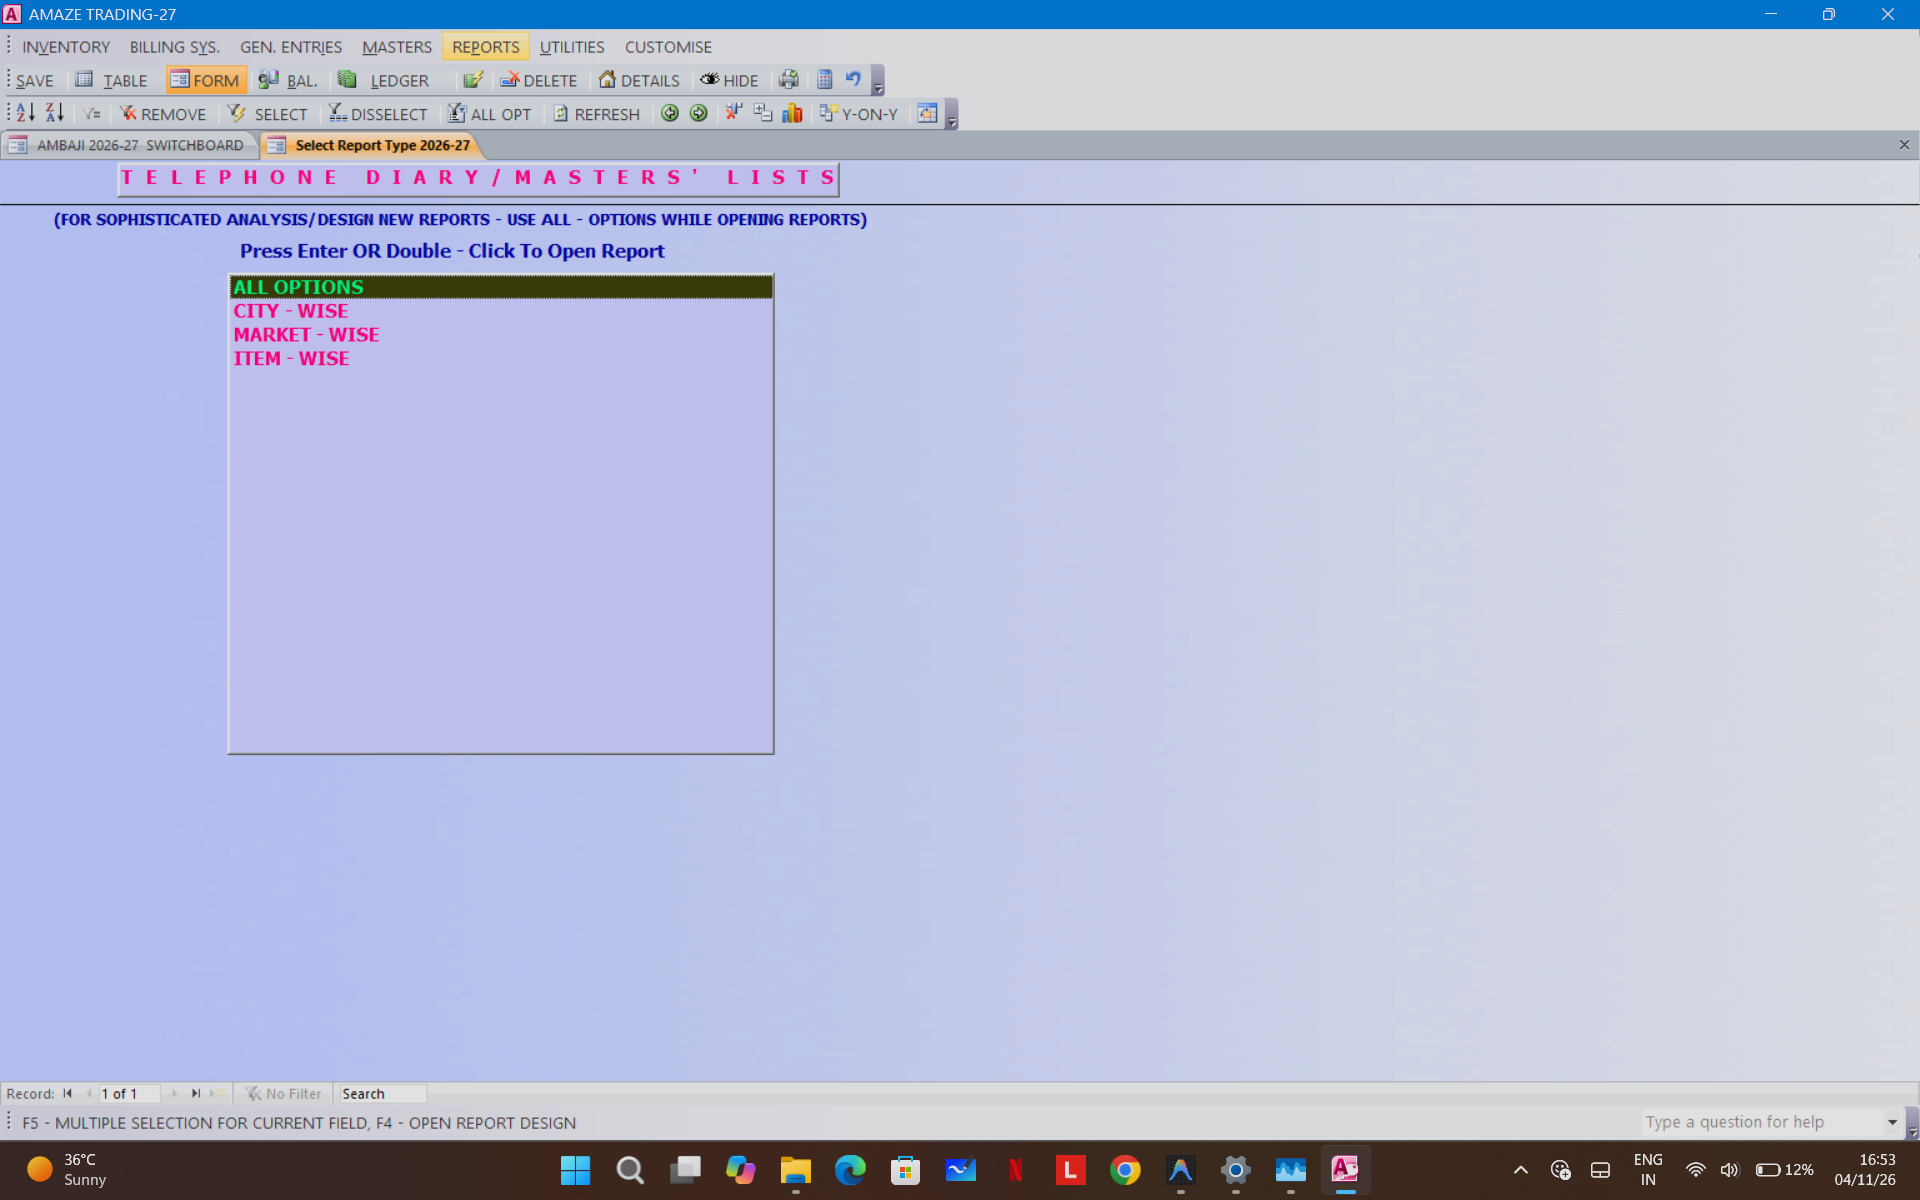 AMAZE TRADING-27
INVENTORY BILLING SYS. GEN. ENTRIES MASTERS REPORTS UTILITIES CUSTOMISE
SAVE TABLE FORM BAL. LEDGER DELETE DETAILS HIDE
REMOVE SELECT DISSELECT ALL OPT REFRESH Y-ON-Y
AMBAJI 2026-27 SWITCHBOARD Select Report Type 2026-27
TELEPHONE DIARY/MASTERS' LISTS
(FOR SOPHISTICATED ANALYSIS/DESIGN NEW REPORTS - USE ALL - OPTIONS WHILE OPENING REPORTS)
Press Enter OR Double - Click To Open Report
ALL OPTIONS
CITY - WISE
MARKET - WISE
ITEM - WISE
Record: 1 of 1 No Filter Search
F5 - MULTIPLE SELECTION FOR CURRENT FIELD, F4 - OPEN REPORT DESIGN Type a question for help
36°C
Sunny
ENG
IN
12%
16:53
04/11/26